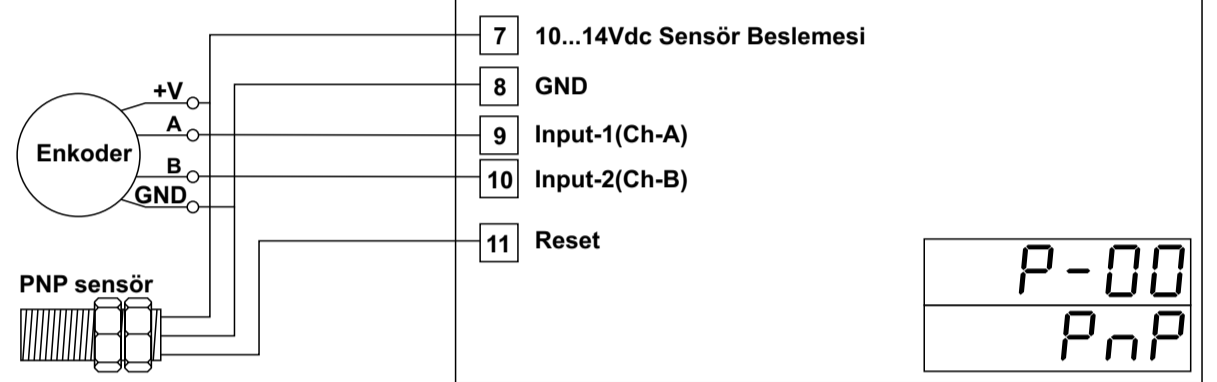 7 10...14Vdc Sensör Beslemesi
8 GND
+V
A
9 Input-1(Ch-A)
Enkoder
B
10 Input-2(Ch-B)
GND
11 Reset
PNP sensör
P-00
PnP